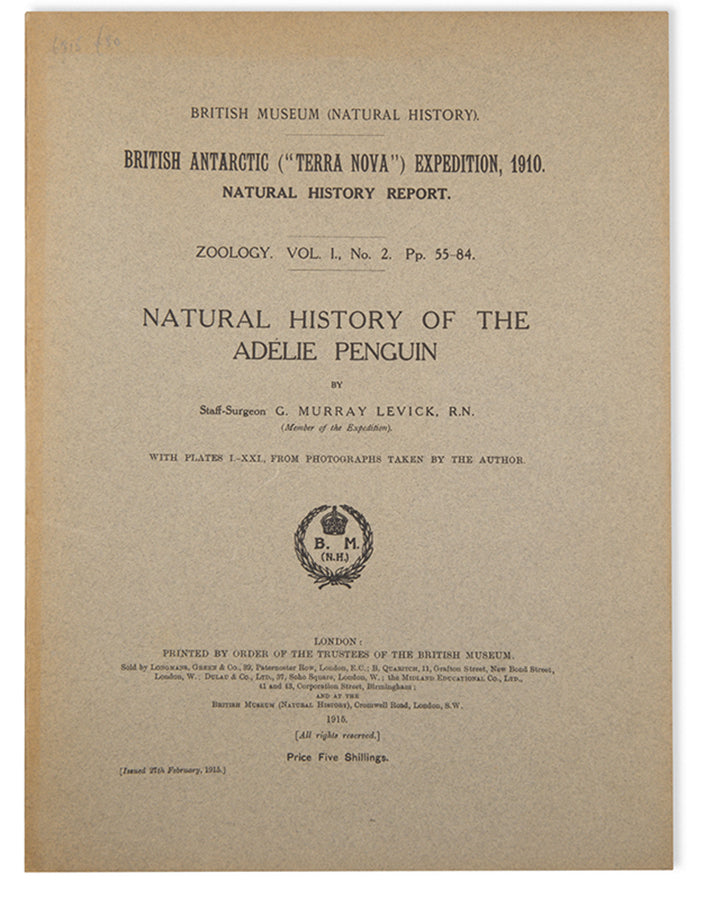 BRITISH MUSEUM (NATURAL HISTORY).
BRITISH ANTARCTIC ("TERRA NOVA") EXPEDITION, 1910.
NATURAL HISTORY REPORT.
ZOOLOGY. VOL. I., No. 2. Pp. 55-84.
NATURAL HISTORY OF THE
ADÉLIE PENGUIN
BY
Staff-Surgeon G. MURRAY LEVICK, R.N.
(Member of the Expedition).
WITH PLATES I.-XXI., FROM PHOTOGRAPHS TAKEN BY THE AUTHOR.
B. M.
(N.H.)
LONDON:
PRINTED BY ORDER OF THE TRUSTEES OF THE BRITISH MUSEUM.
Sold by LONGMANS, GREEN & Co., 39, Paternoster Row, London, E.C.; B. QUARITCH, 11, Grafton Street, New Bond Street,
London, W.; DULAU & Co., LTD., 37, Soho Square, London, W.; the MIDLAND EDUCATIONAL Co., LTD.,
41 and 43, Corporation Street, Birmingham;
AND AT THE
BRITISH MUSEUM (NATURAL HISTORY), Cromwell Road, London, S.W.
1915.
[All rights reserved.]
Price Five Shillings.
[Issued 27th February, 1915.]